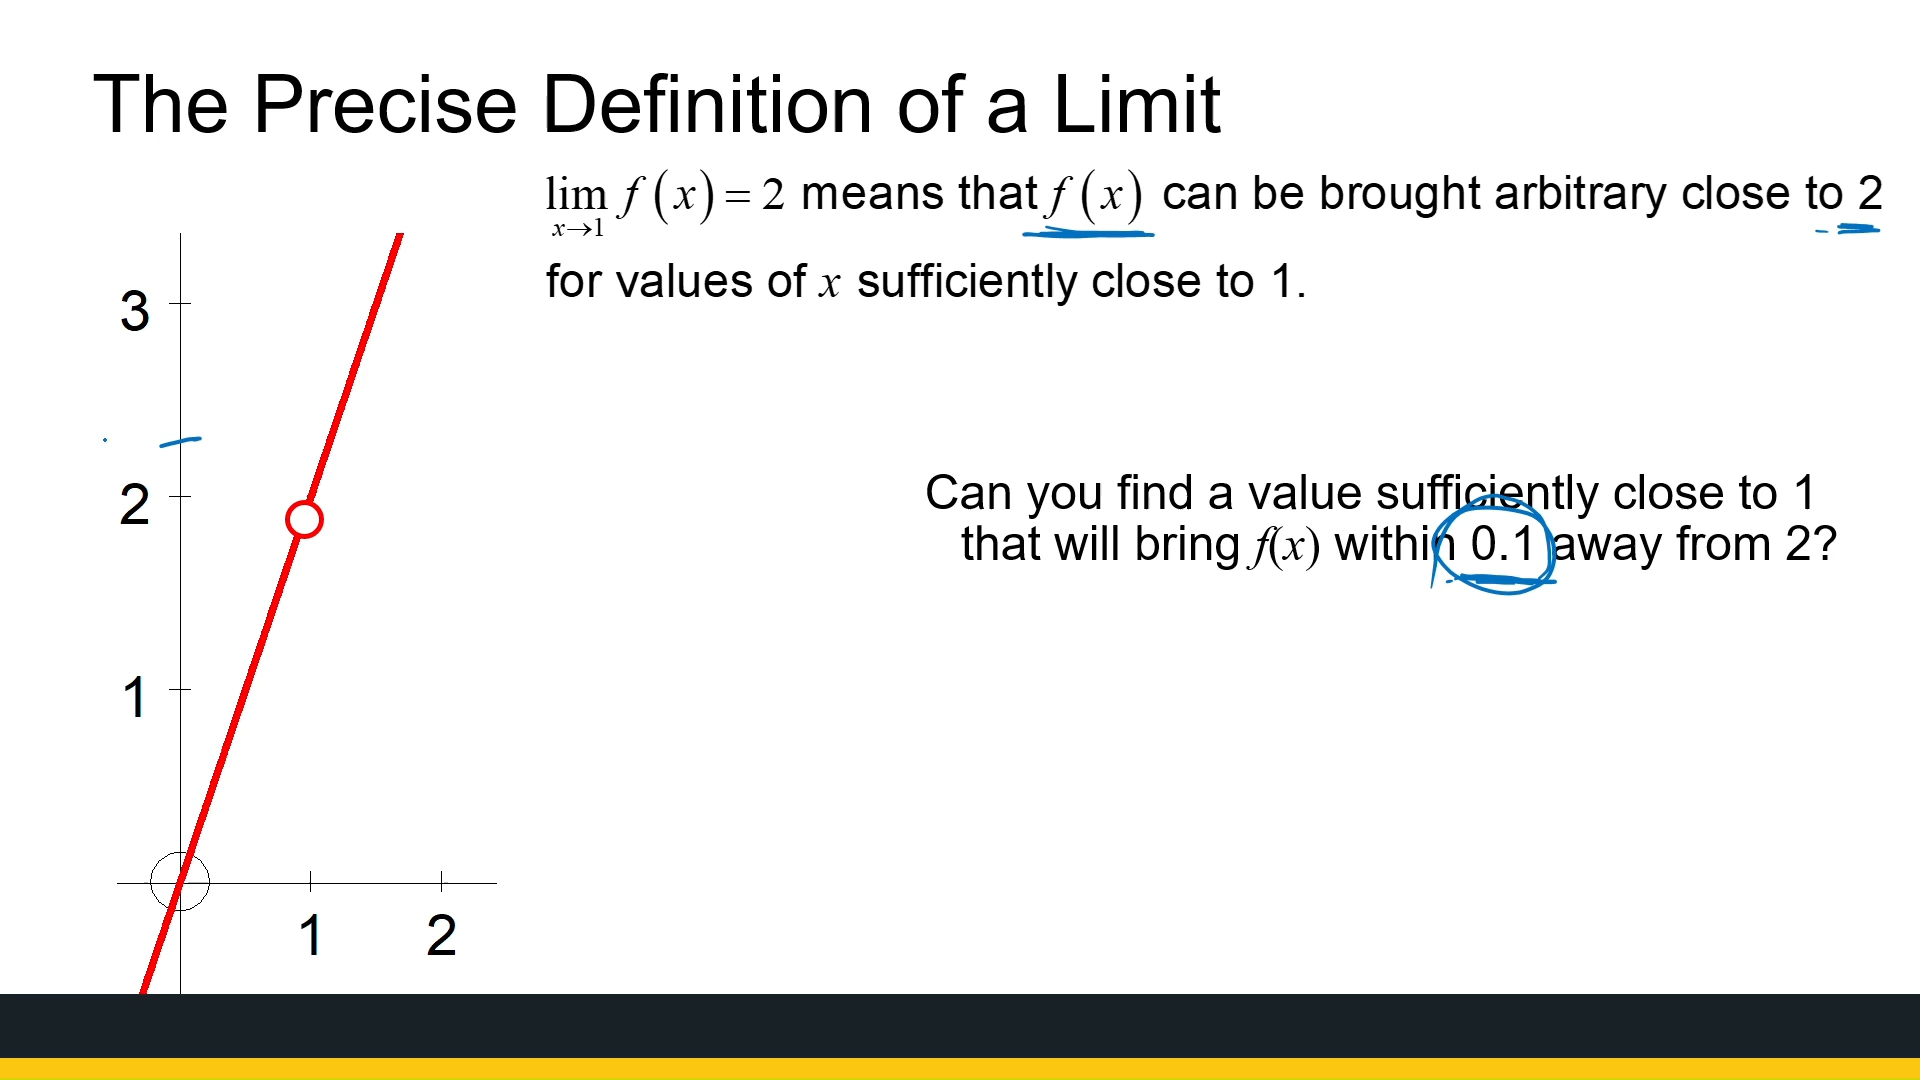 The Precise Definition of a Limit
lim f(x) = 2 means that f(x) can be brought arbitrary close to 2
x→1
for values of x sufficiently close to 1.
3
2
1
Can you find a value sufficiently close to 1
that will bring f(x) within 0.1 away from 2?
1 2